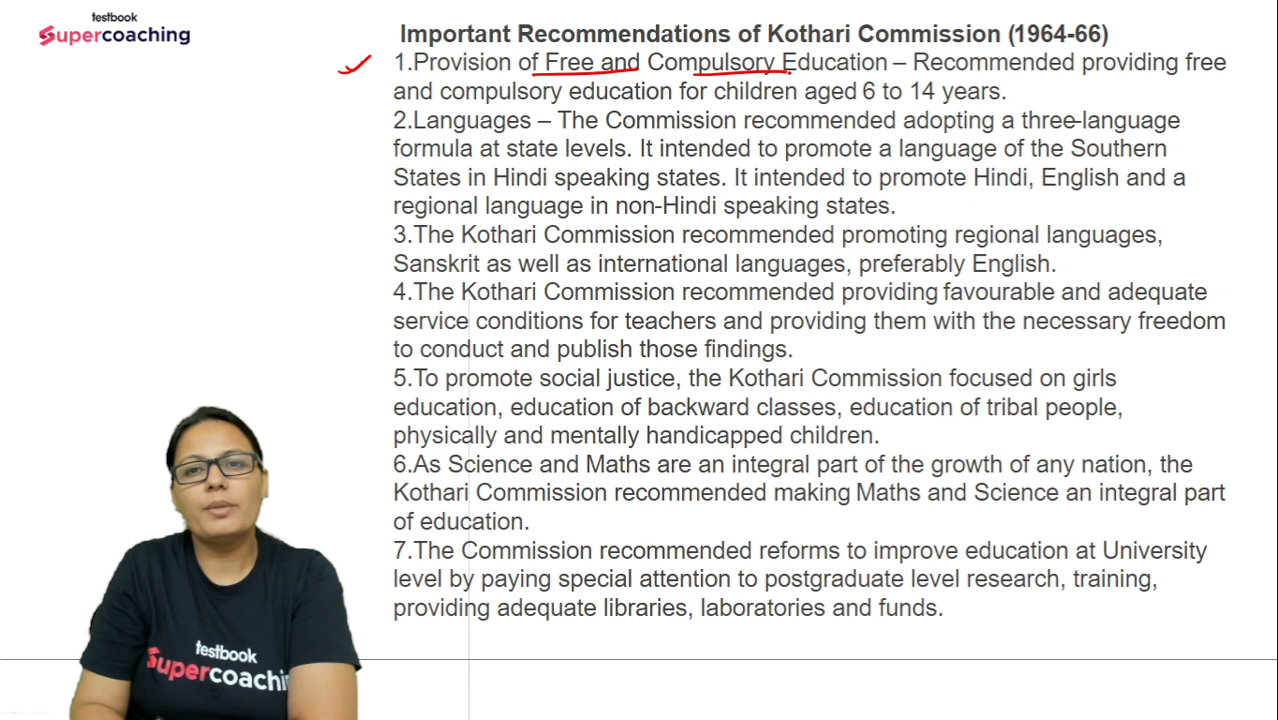 testbook
Supercoaching
Important Recommendations of Kothari Commission (1964-66)
1.Provision of Free and Compulsory Education – Recommended providing free
and compulsory education for children aged 6 to 14 years.
2.Languages – The Commission recommended adopting a three-language
formula at state levels. It intended to promote a language of the Southern
States in Hindi speaking states. It intended to promote Hindi, English and a
regional language in non-Hindi speaking states.
3.The Kothari Commission recommended promoting regional languages,
Sanskrit as well as international languages, preferably English.
4.The Kothari Commission recommended providing favourable and adequate
service conditions for teachers and providing them with the necessary freedom
to conduct and publish those findings.
5.To promote social justice, the Kothari Commission focused on girls
education, education of backward classes, education of tribal people,
physically and mentally handicapped children.
6.As Science and Maths are an integral part of the growth of any nation, the
Kothari Commission recommended making Maths and Science an integral part
of education.
7.The Commission recommended reforms to improve education at University
level by paying special attention to postgraduate level research, training,
providing adequate libraries, laboratories and funds.
testbook
Supercoachi